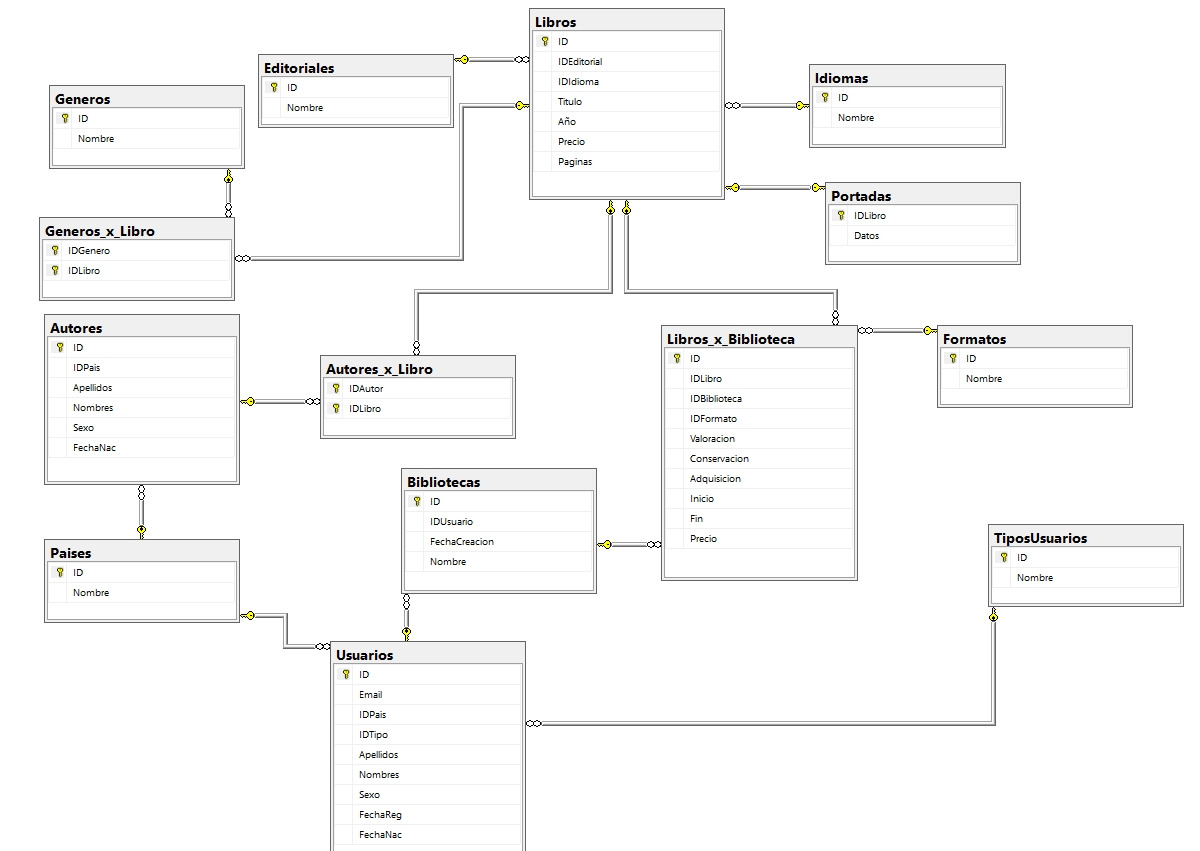 Libros
ID
IDEditorial
IDIdioma
Titulo
Año
Precio
Paginas
Editoriales
ID
Nombre
Idiomas
ID
Nombre
Generos
ID
Nombre
Portadas
IDLibro
Datos
Generos_x_Libro
IDGenero
IDLibro
Autores
ID
IDPais
Apellidos
Nombres
Sexo
FechaNac
Autores_x_Libro
IDAutor
IDLibro
Libros_x_Biblioteca
ID
IDLibro
IDBiblioteca
IDFormato
Valoracion
Conservacion
Adquisicion
Inicio
Fin
Precio
Formatos
ID
Nombre
Bibliotecas
ID
IDUsuario
FechaCreacion
Nombre
TiposUsuarios
ID
Nombre
Paises
ID
Nombre
Usuarios
ID
Email
IDPais
IDTipo
Apellidos
Nombres
Sexo
FechaReg
FechaNac